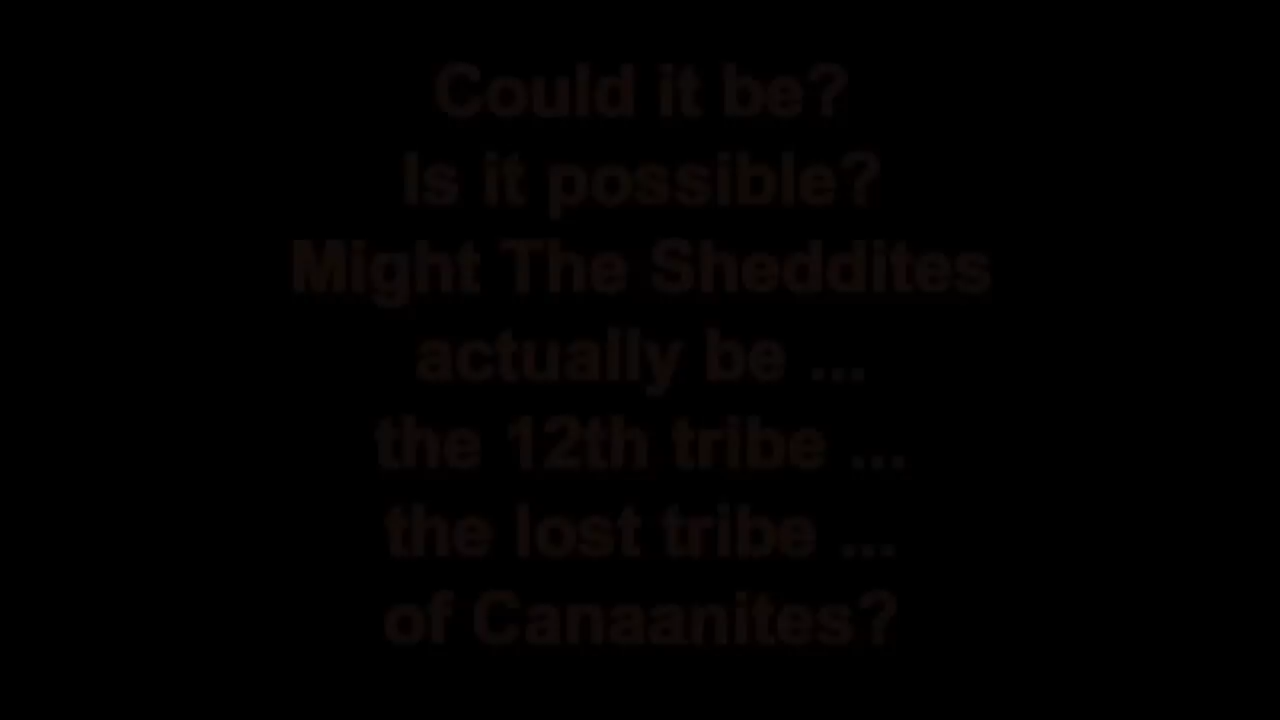 Could it be?
Is it possible?
Might The Sheddites
actually be ...
the 12th tribe ...
the lost tribe ...
of Canaanites?